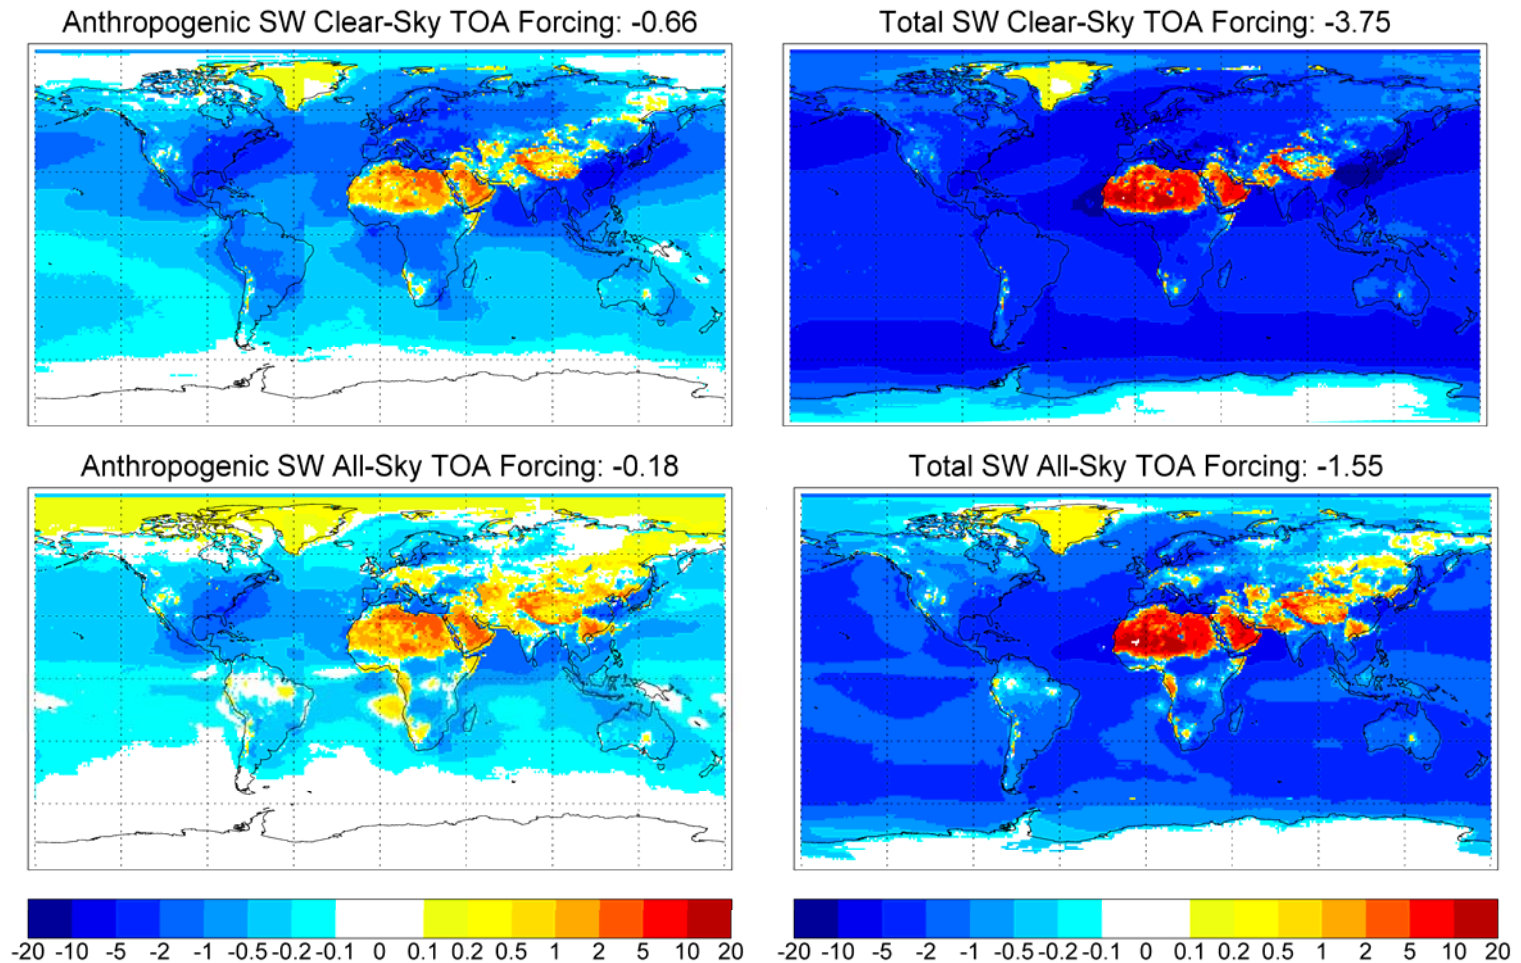 Anthropogenic SW Clear-Sky TOA Forcing: -0.66
Total SW Clear-Sky TOA Forcing: -3.75
Anthropogenic SW All-Sky TOA Forcing: -0.18
Total SW All-Sky TOA Forcing: -1.55
-20 -10 -5 -2 -1 -0.5 -0.2 -0.1 0 0.1 0.2 0.5 1 2 5 10 20
-20 -10 -5 -2 -1 -0.5 -0.2 -0.1 0 0.1 0.2 0.5 1 2 5 10 20